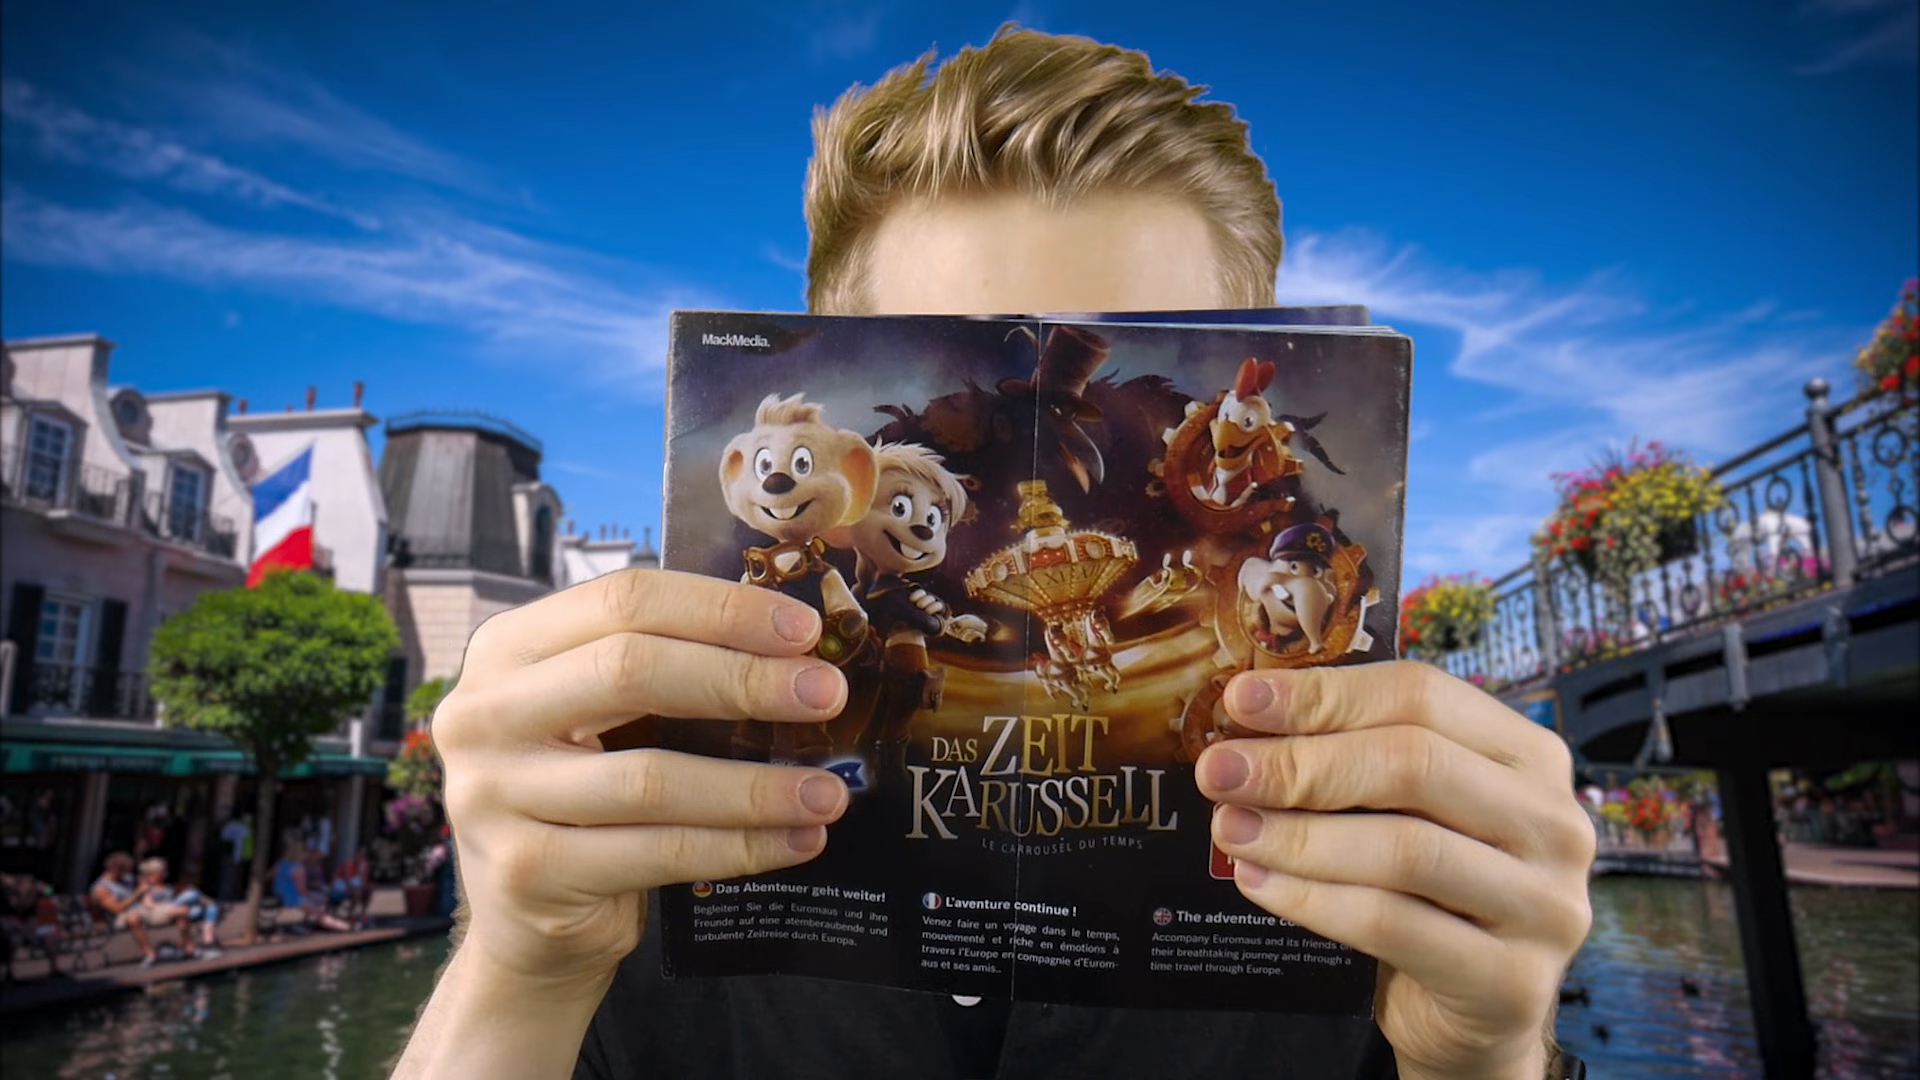 MackMedia.
DAS ZEIT
KARUSSELL
LE CARROUSEL DU TEMPS
Das Abenteuer geht weiter!
Begleiten Sie die Euromaus und ihre
Freunde auf eine atemberaubende und
turbulente Zeitreise durch Europa.
L'aventure continue !
Venez faire un voyage dans le temps,
mouvementé et riche en émotions à
travers l'Europe en compagnie d'Eurom-
aus et ses amis..
The adventure
Accompany Euromaus and its friends on
their breathtaking journey and through a
time travel through Europe.